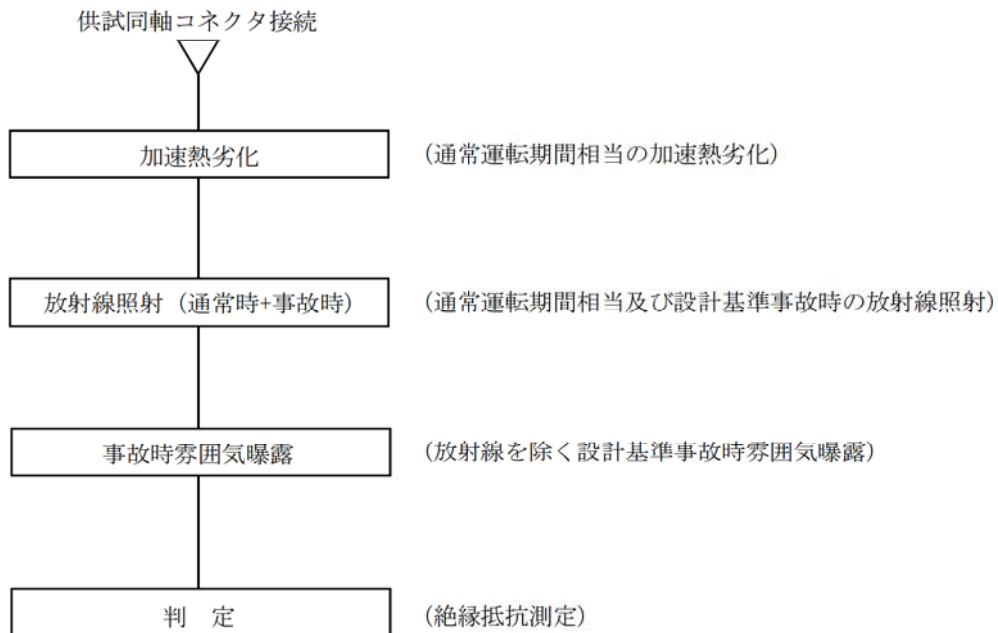 供試同軸コネクタ接続
加速熱劣化 (通常運転期間相当の加速熱劣化)
放射線照射（通常時+事故時） (通常運転期間相当及び設計基準事故時の放射線照射)
事故時雰囲気曝露 (放射線を除く設計基準事故時雰囲気曝露)
判　定 (絶縁抵抗測定)